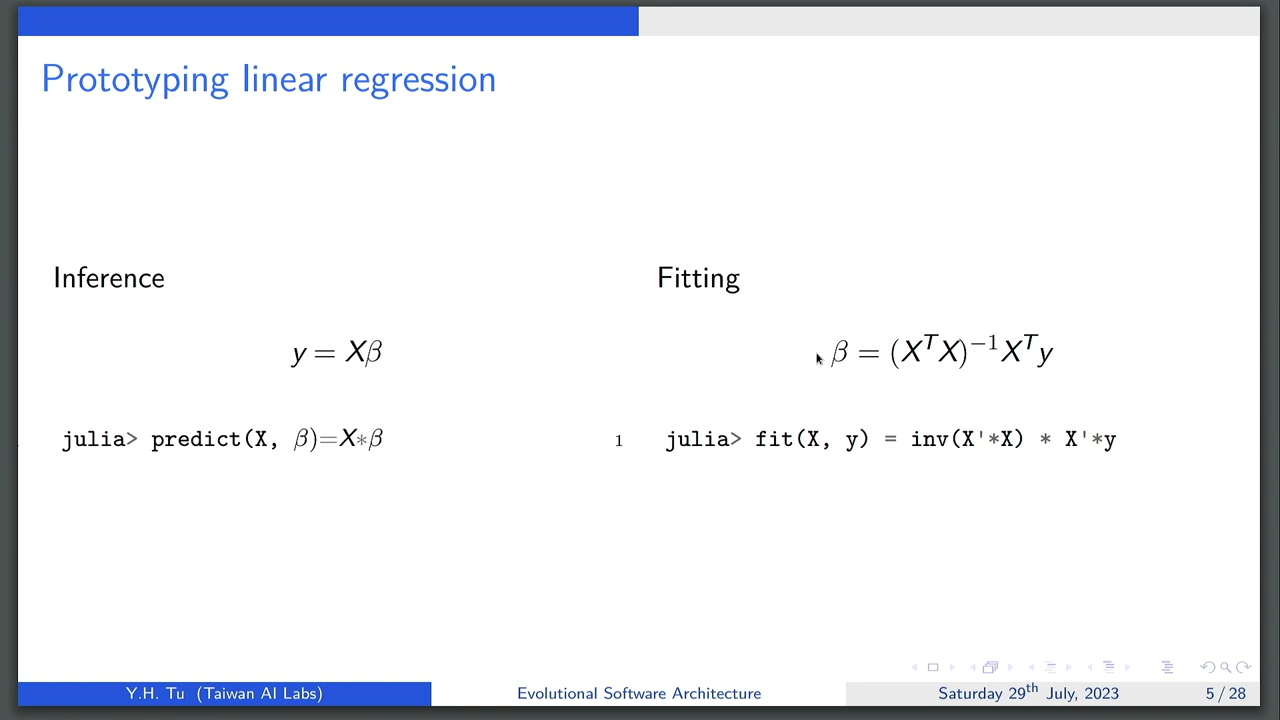 Prototyping linear regression
Inference
y = Xβ
julia> predict(X, β)=X*β
Fitting
β = (XᵀX)⁻¹Xᵀy
1 julia> fit(X, y) = inv(X'*X) * X'*y
Y.H. Tu (Taiwan AI Labs)
Evolutional Software Architecture
Saturday 29ᵗʰ July, 2023
5 / 28